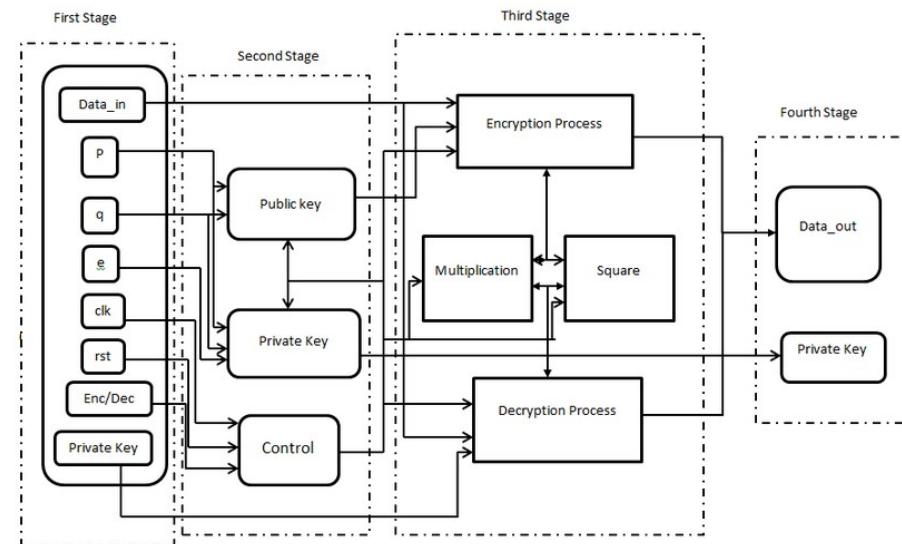 First Stage
Second Stage
Third Stage
Fourth Stage
Data_in
P
q
e
clk
rst
Enc/Dec
Private Key
Public key
Private Key
Control
Encryption Process
Multiplication
Square
Decryption Process
Data_out
Private Key